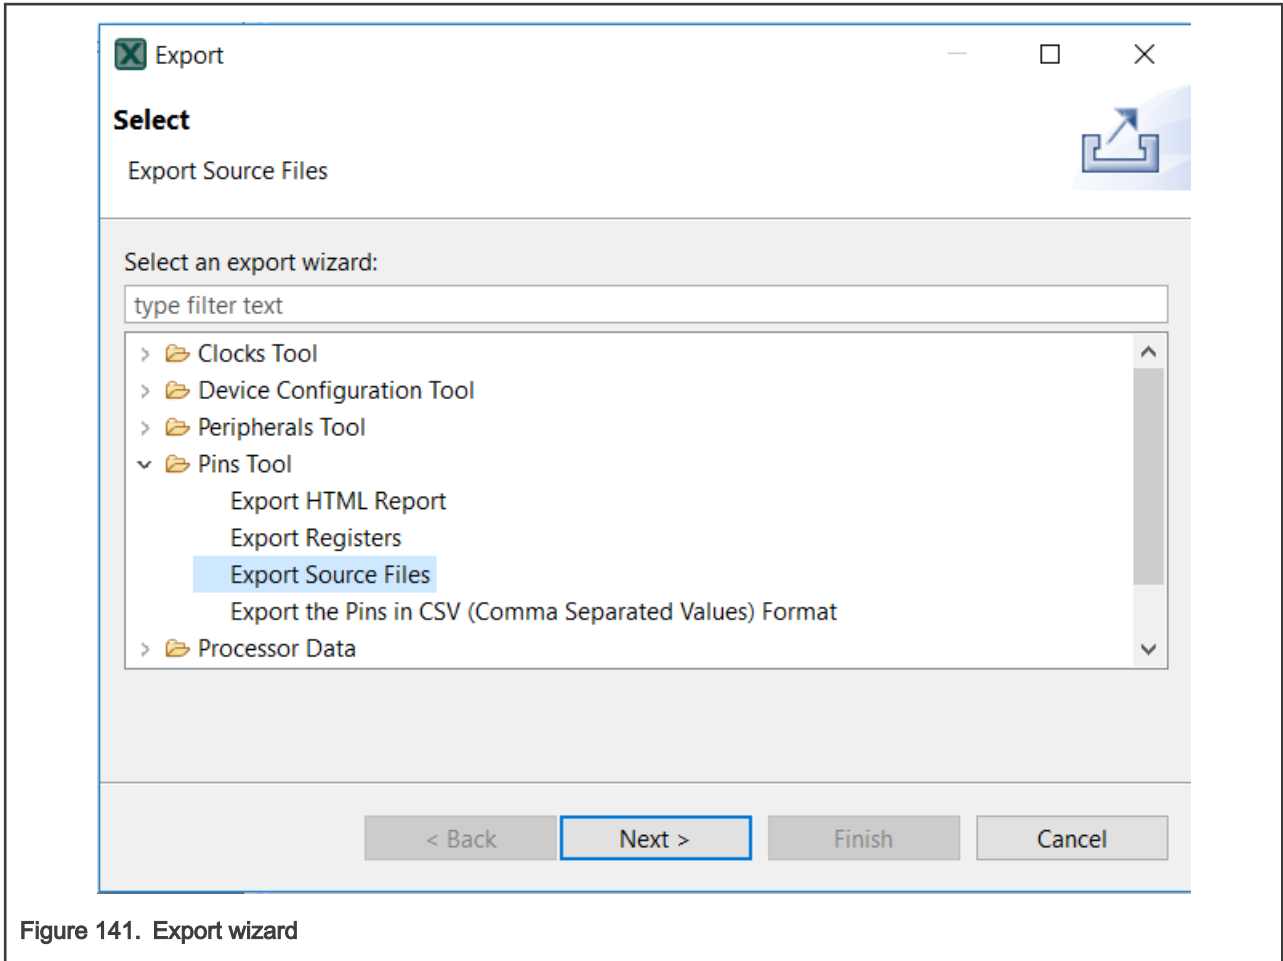 Export
Select
Export Source Files
Select an export wizard:
type filter text
Clocks Tool
Device Configuration Tool
Peripherals Tool
Pins Tool
Export HTML Report
Export Registers
Export Source Files
Export the Pins in CSV (Comma Separated Values) Format
Processor Data
< Back Next > Finish Cancel
Figure 141. Export wizard